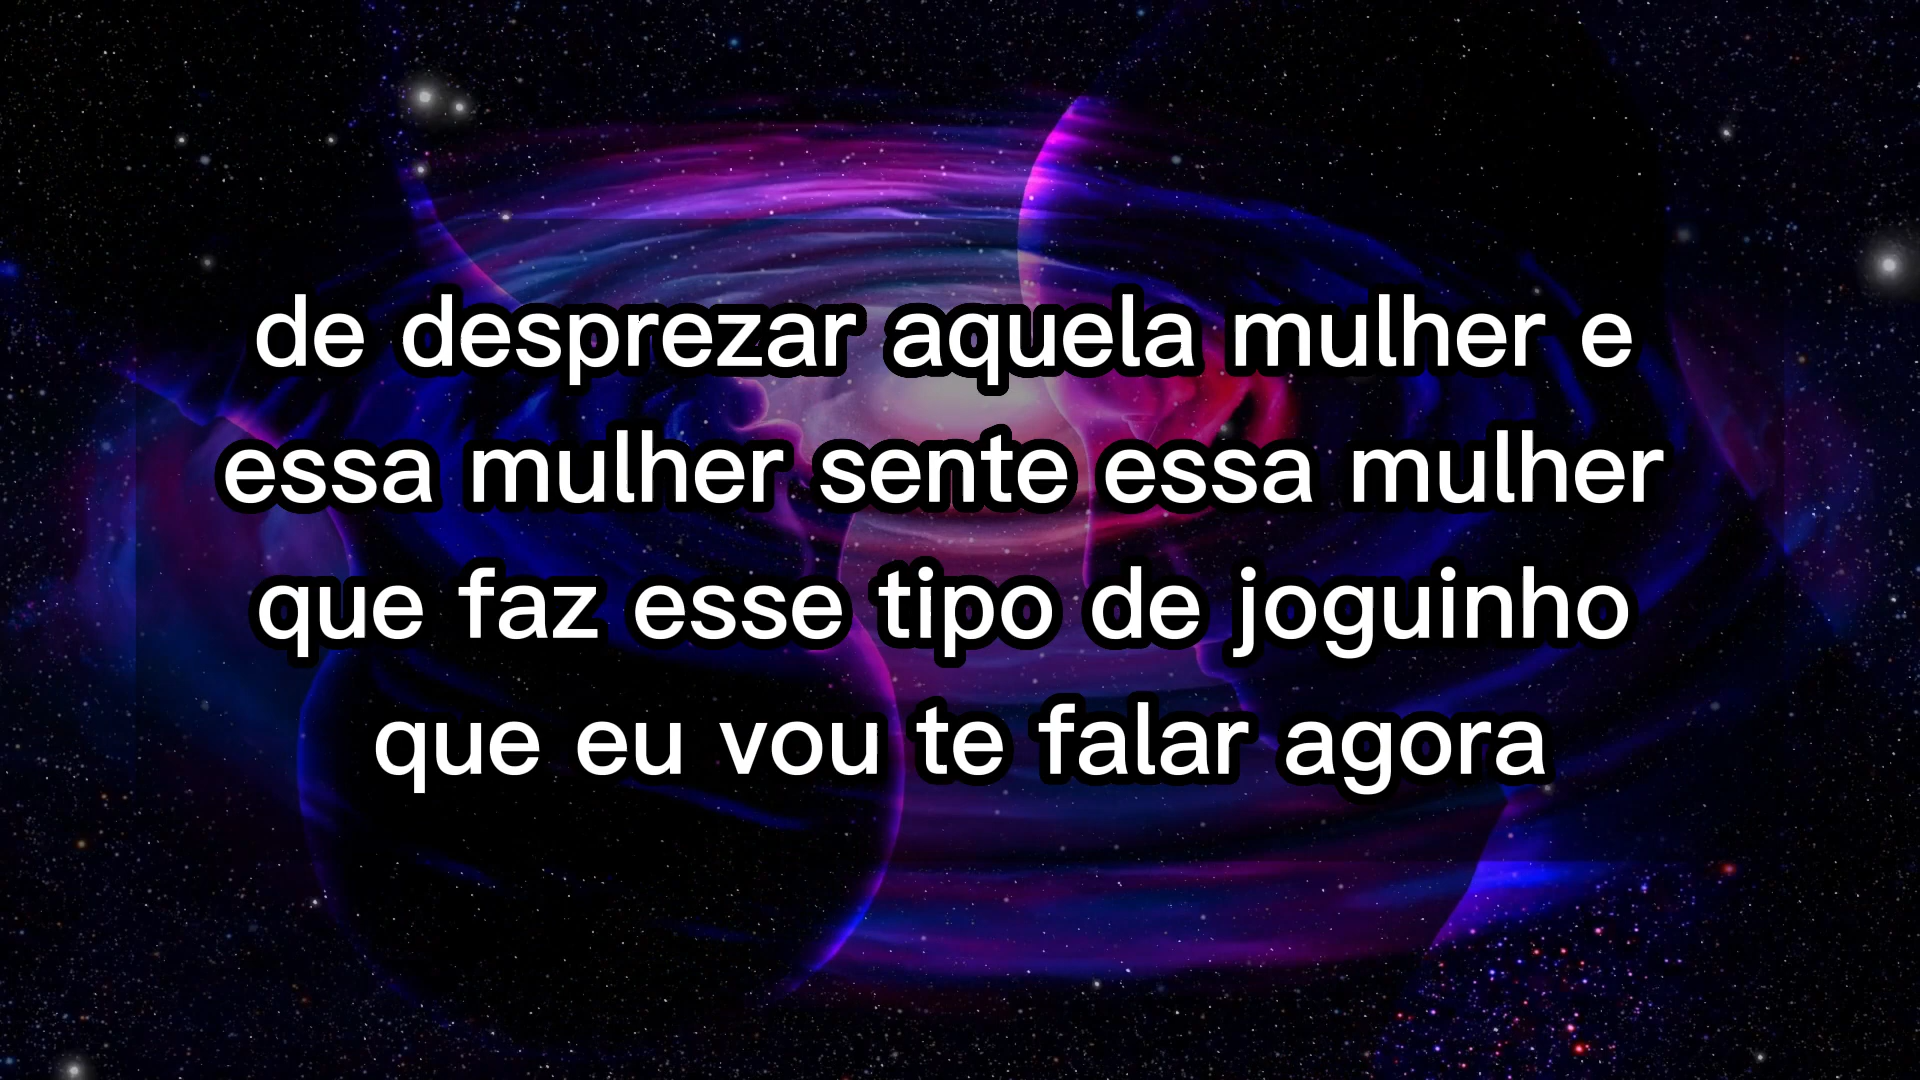 de desprezar aquela mulher e
essa mulher sente essa mulher
que faz esse tipo de joguinho
que eu vou te falar agora